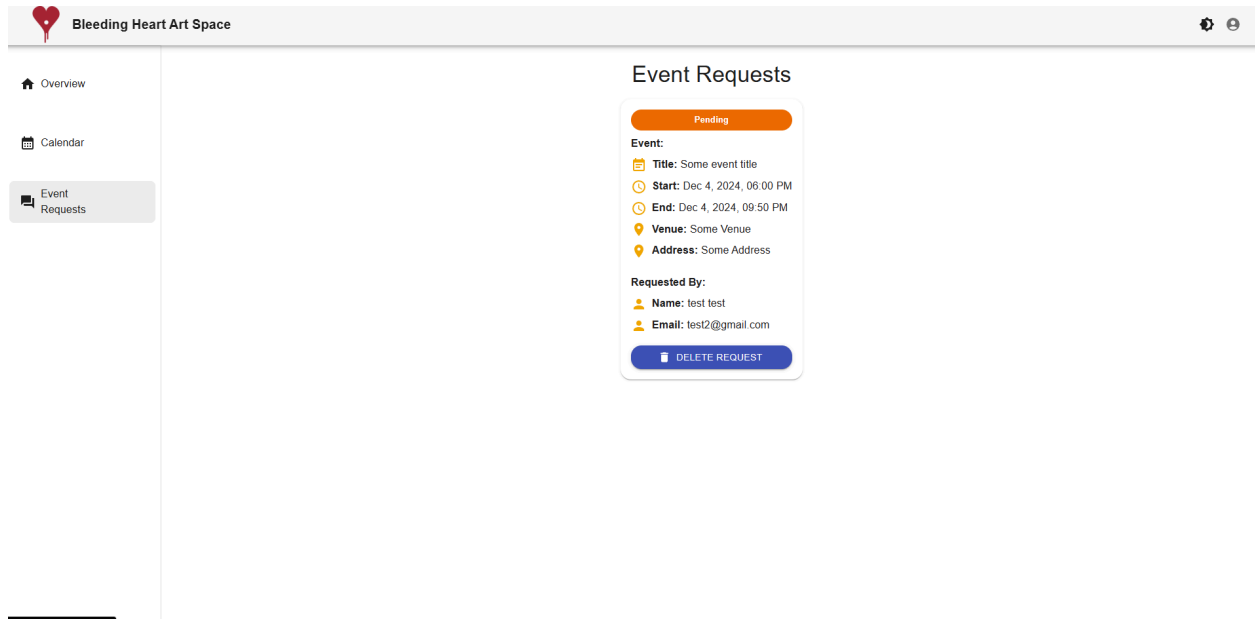 Bleeding Heart Art Space
Overview
Calendar
Event
Requests
Event Requests
Pending
Event:
Title: Some event title
Start: Dec 4, 2024, 06:00 PM
End: Dec 4, 2024, 09:50 PM
Venue: Some Venue
Address: Some Address
Requested By:
Name: test test
Email: test2@gmail.com
DELETE REQUEST